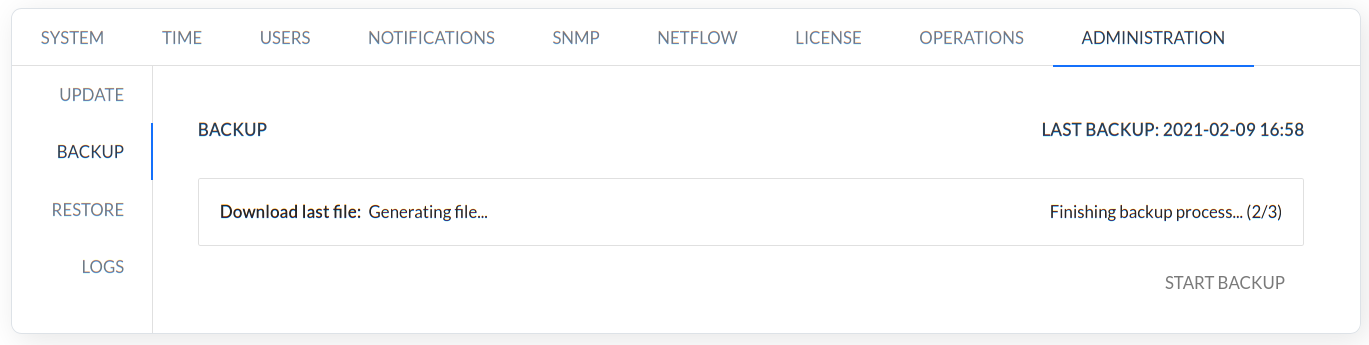 SYSTEM TIME USERS NOTIFICATIONS SNMP NETFLOW LICENSE OPERATIONS ADMINISTRATION
UPDATE
BACKUP
RESTORE
LOGS
BACKUP LAST BACKUP: 2021-02-09 16:58
Download last file: Generating file... Finishing backup process... (2/3)
START BACKUP